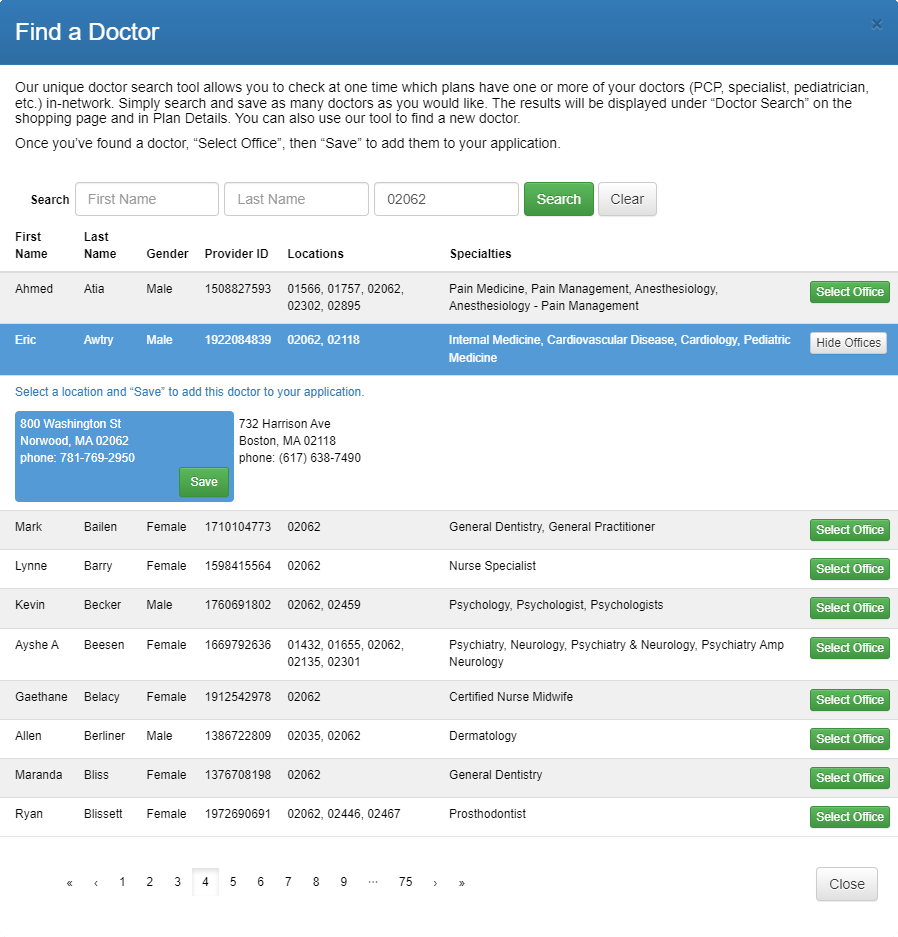 Find a Doctor
×
Our unique doctor search tool allows you to check at one time which plans have one or more of your doctors (PCP, specialist, pediatrician,
etc.) in-network. Simply search and save as many doctors as you would like. The results will be displayed under “Doctor Search” on the
shopping page and in Plan Details. You can also use our tool to find a new doctor.
Once you’ve found a doctor, “Select Office”, then “Save” to add them to your application.
Search First Name Last Name 02062 Search Clear
First Name Last Name Gender Provider ID Locations Specialties
Ahmed Atia Male 1508827593 01566, 01757, 02062, Pain Medicine, Pain Management, Anesthesiology, Select Office
02302, 02895 Anesthesiology - Pain Management
Eric Awtry Male 1922084839 02062, 02118 Internal Medicine, Cardiovascular Disease, Cardiology, Pediatric Hide Offices
Medicine
Select a location and “Save” to add this doctor to your application.
800 Washington St 732 Harrison Ave
Norwood, MA 02062 Boston, MA 02118
phone: 781-769-2950 phone: (617) 638-7490
Save
Mark Bailen Female 1710104773 02062 General Dentistry, General Practitioner Select Office
Lynne Barry Female 1598415564 02062 Nurse Specialist Select Office
Kevin Becker Male 1760691802 02062, 02459 Psychology, Psychologist, Psychologists Select Office
Ayshe A Beesen Female 1669792636 01432, 01655, 02062, Psychiatry, Neurology, Psychiatry & Neurology, Psychiatry Amp Select Office
02135, 02301 Neurology
Gaethane Belacy Female 1912542978 02062 Certified Nurse Midwife Select Office
Allen Berliner Male 1386722809 02035, 02062 Dermatology Select Office
Maranda Bliss Female 1376708198 02062 General Dentistry Select Office
Ryan Blissett Female 1972690691 02062, 02446, 02467 Prosthodontist Select Office
« ‹ 1 2 3 4 5 6 7 8 9 ... 75 › » Close